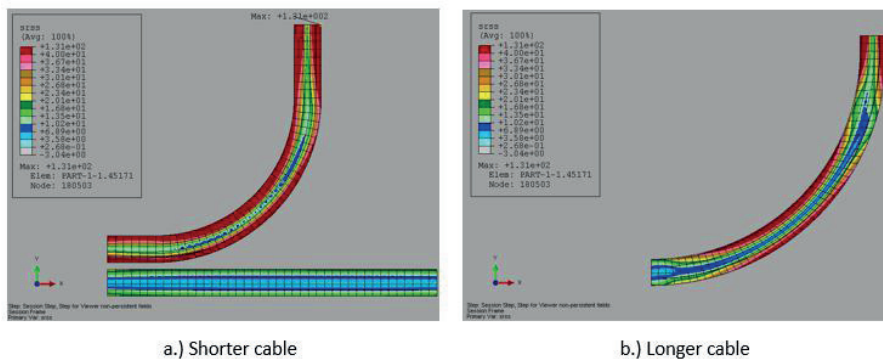 Max: +1.31e+002
srss
(Avg: 100%)
+1.31e+02
+4.00e+01
+3.67e+01
+3.34e+01
+3.01e+01
+2.68e+01
+2.34e+01
+2.01e+01
+1.68e+01
+1.35e+01
+1.02e+01
+6.89e+00
+3.58e+00
+2.68e-01
-3.04e+00
Max: +1.31e+02
Elem: PART-1-1.45171
Node: 180503
Y
X
Step: Session Step, Step for Viewer non-persistent fields
Session Frame
Primary Var: srss
a.) Shorter cable
srss
(Avg: 100%)
+1.31e+02
+4.00e+01
+3.67e+01
+3.34e+01
+3.01e+01
+2.68e+01
+2.34e+01
+2.01e+01
+1.68e+01
+1.35e+01
+1.02e+01
+6.89e+00
+3.58e+00
+2.68e-01
-3.04e+00
Max: +1.31e+02
Elem: PART-1-1.45171
Node: 180503
Y
X
Step: Session Step, Step for Viewer non-persistent fields
Session Frame
Primary Var: srss
b.) Longer cable